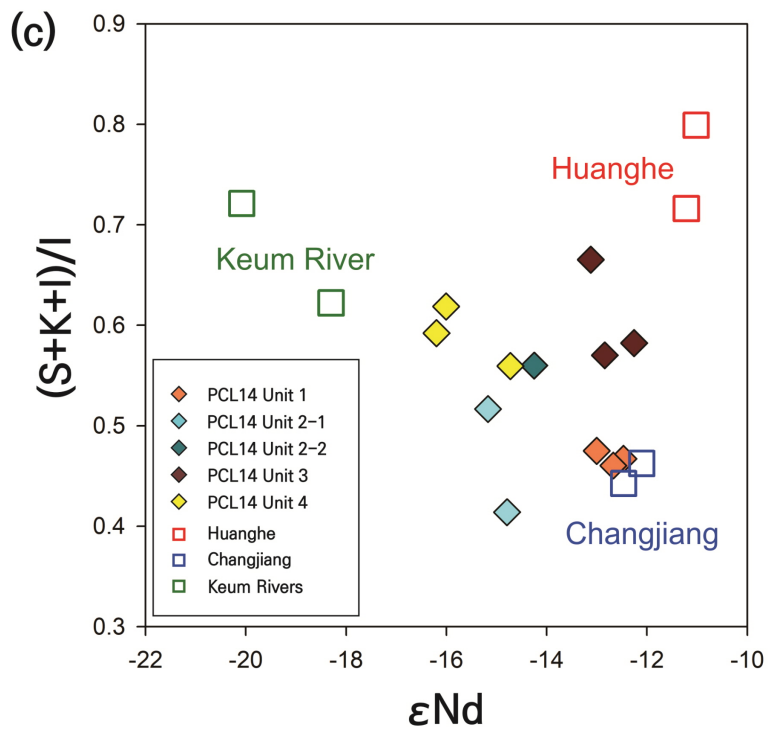 (c)
0.9
0.8
0.7
0.6
0.5
0.4
0.3
(S+K+I)/I
Huanghe
Keum River
Changjiang
PCL14 Unit 1
PCL14 Unit 2-1
PCL14 Unit 2-2
PCL14 Unit 3
PCL14 Unit 4
Huanghe
Changjiang
Keum Rivers
-22 -20 -18 -16 -14 -12 -10
εNd